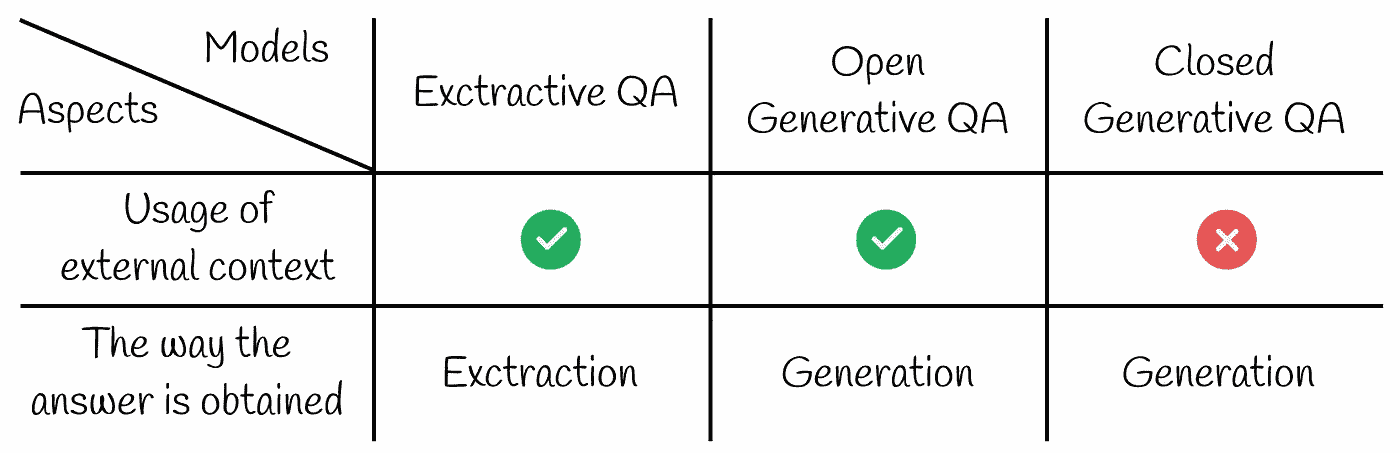 Models
Aspects
Exctractive QA
Open
Generative QA
Closed
Generative QA
Usage of
external context
The way the
answer is obtained
Exctraction
Generation
Generation